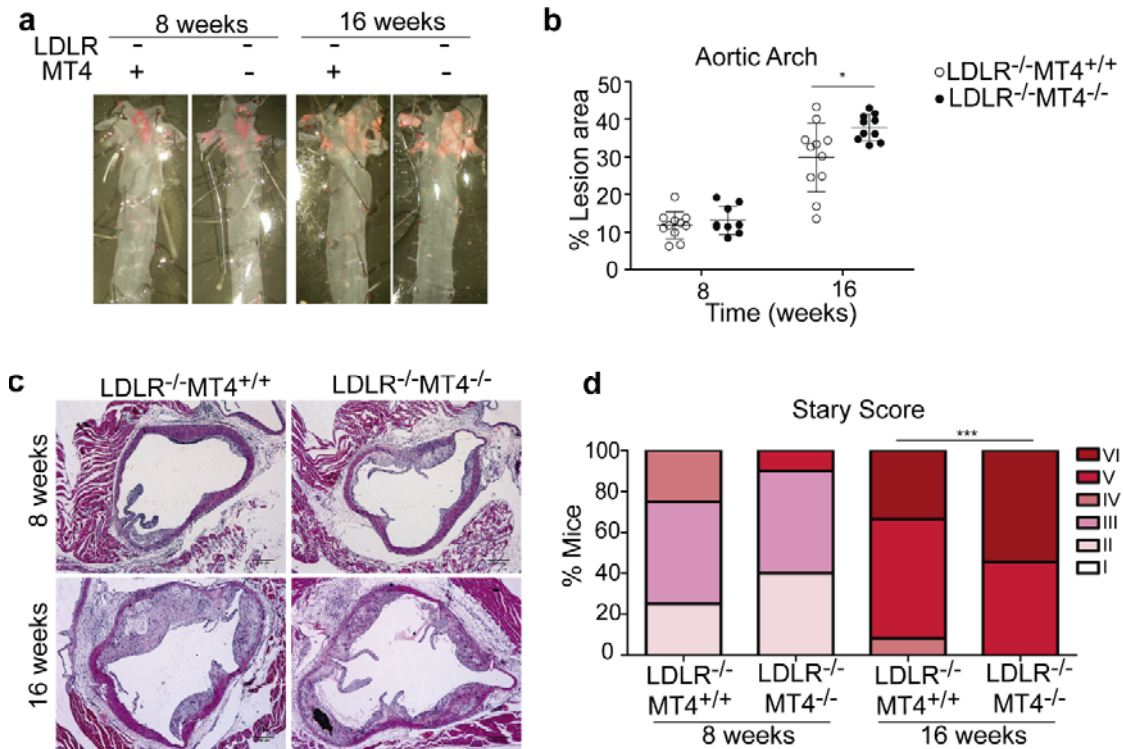 a
8 weeks 16 weeks
LDLR - - - -
MT4 + - + -
b
Aortic Arch
% Lesion area
50
40
30
20
10
0
*
8 16
Time (weeks)
LDLR-/-MT4+/+
LDLR-/-MT4-/-
c
LDLR-/-MT4+/+ LDLR-/-MT4-/-
8 weeks
16 weeks
d
Stary Score
***
% Mice
100
80
60
40
20
0
VI
V
IV
III
II
I
LDLR-/- LDLR-/- LDLR-/- LDLR-/-
MT4+/+ MT4-/- MT4+/+ MT4-/-
8 weeks 16 weeks